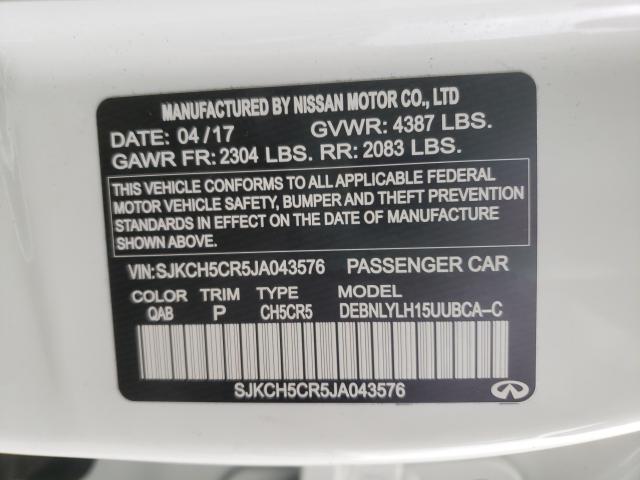 MANUFACTURED BY NISSAN MOTOR CO., LTD
DATE: 04/17 GVWR: 4387 LBS.
GAWR FR: 2304 LBS. RR: 2083 LBS.
THIS VEHICLE CONFORMS TO ALL APPLICABLE FEDERAL
MOTOR VEHICLE SAFETY, BUMPER AND THEFT PREVENTION
STANDARDS IN EFFECT ON THE DATE OF MANUFACTURE
SHOWN ABOVE.
VIN:SJKCH5CR5JA043576 PASSENGER CAR
COLOR TRIM TYPE MODEL
QAB P CH5CR5 DEBNLYLH15UUBCA-C
SJKCH5CR5JA043576